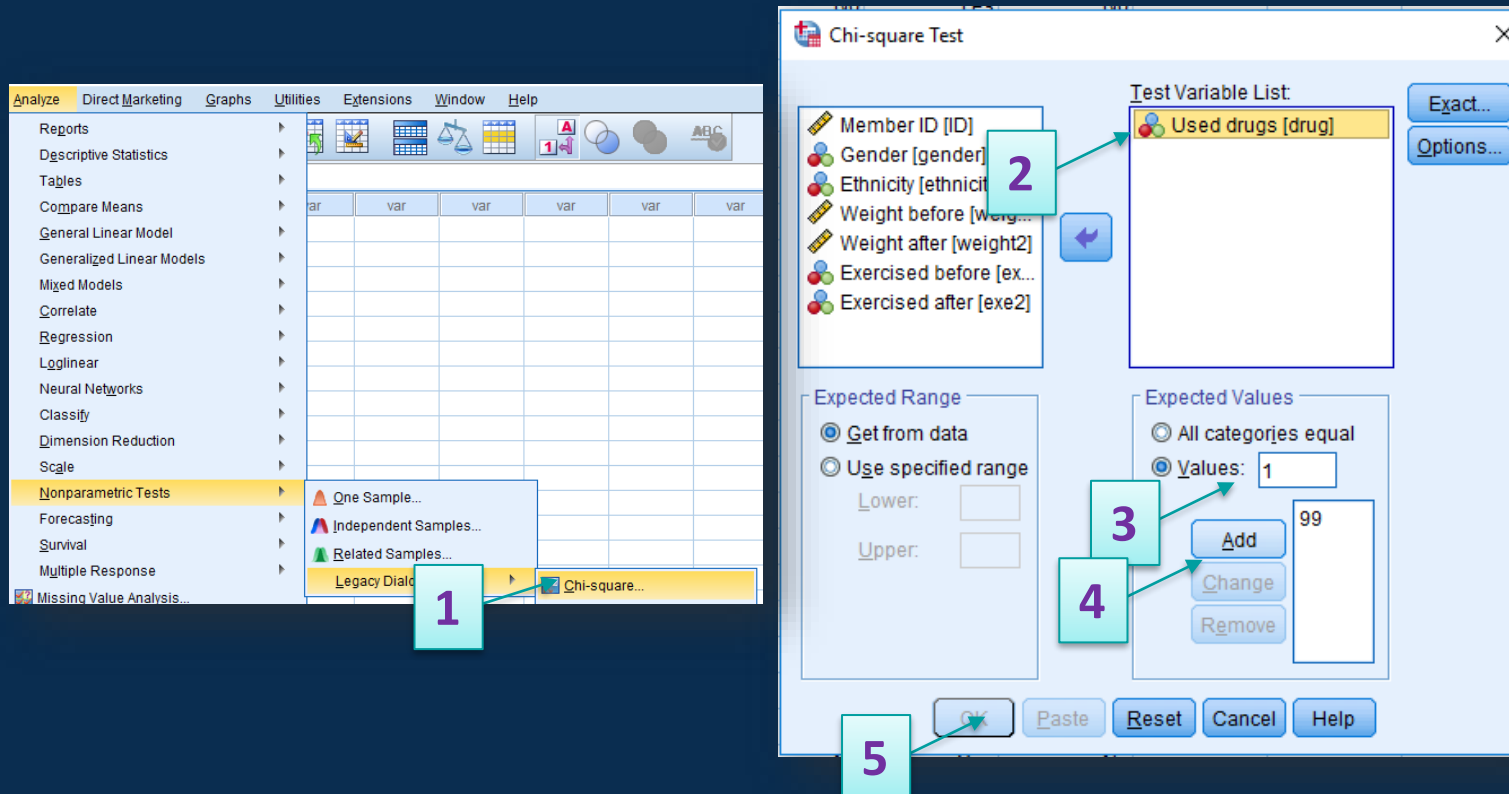 Analyze Direct Marketing Graphs Utilities Extensions Window Help
Reports
Descriptive Statistics
Tables
Compare Means
General Linear Model
Generalized Linear Models
Mixed Models
Correlate
Regression
Loglinear
Neural Networks
Classify
Dimension Reduction
Scale
Nonparametric Tests
Forecasting
Survival
Multiple Response
Missing Value Analysis...
A
1
ABC
var var var var var var
One Sample...
Independent Samples...
Related Samples...
Legacy
Chi-square...
1
Chi-square Test
Member ID [ID]
Gender [gender]
Ethnicity [ethnicit
Weight before [weig...
Weight after [weight2]
Exercised before [ex...
Exercised after [exe2]
2
Test Variable List:
Used drugs [drug]
Exact...
Options...
Expected Range
Get from data
Use specified range
Lower:
Upper:
Expected Values
All categories equal
Values: 1
3
99
Add
Change
Remove
4
OK Paste Reset Cancel Help
5